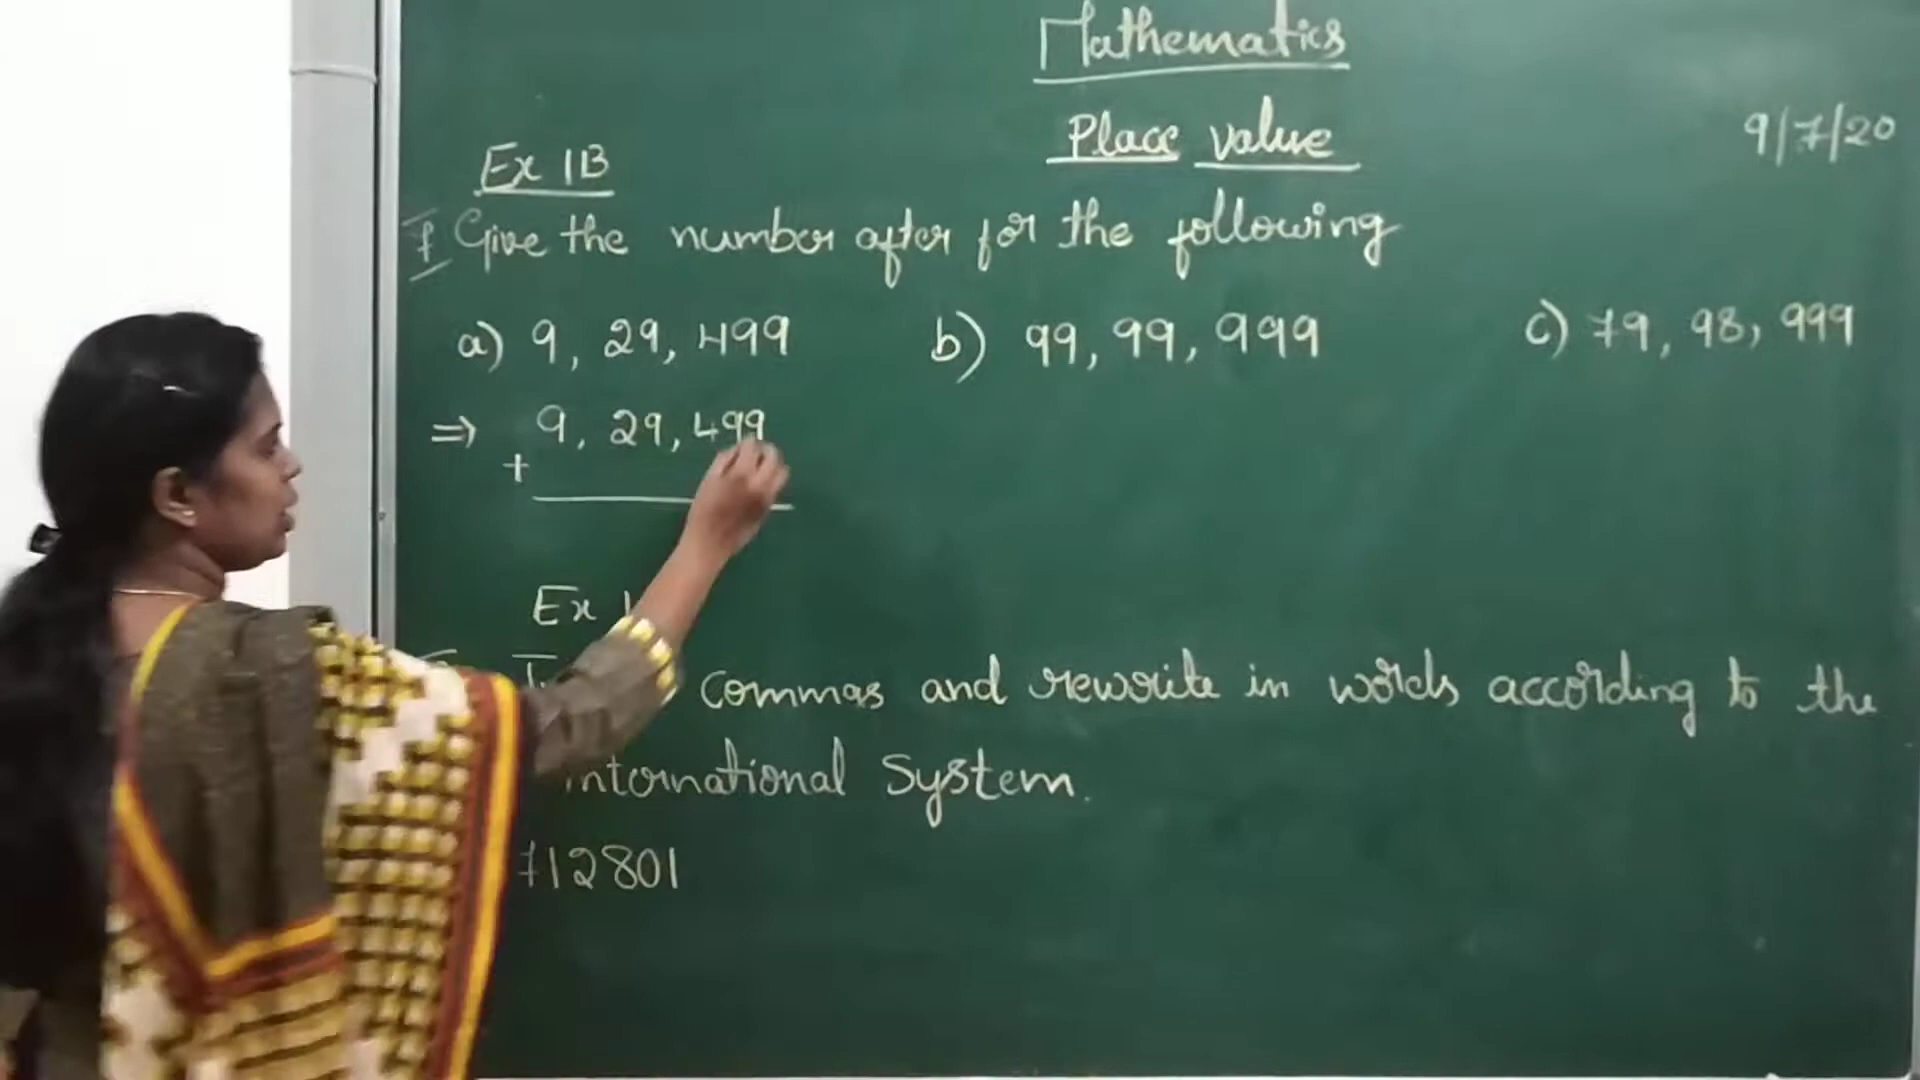 Mathematics
Place value
9/7/20
Ex 1B
I Give the number after for the following
a) 9, 29, 499 b) 99, 99, 999 c) 79, 98, 999
⇒ 9, 29, 499
+
Ex
commas and rewrite in words according to the
International System.
712801